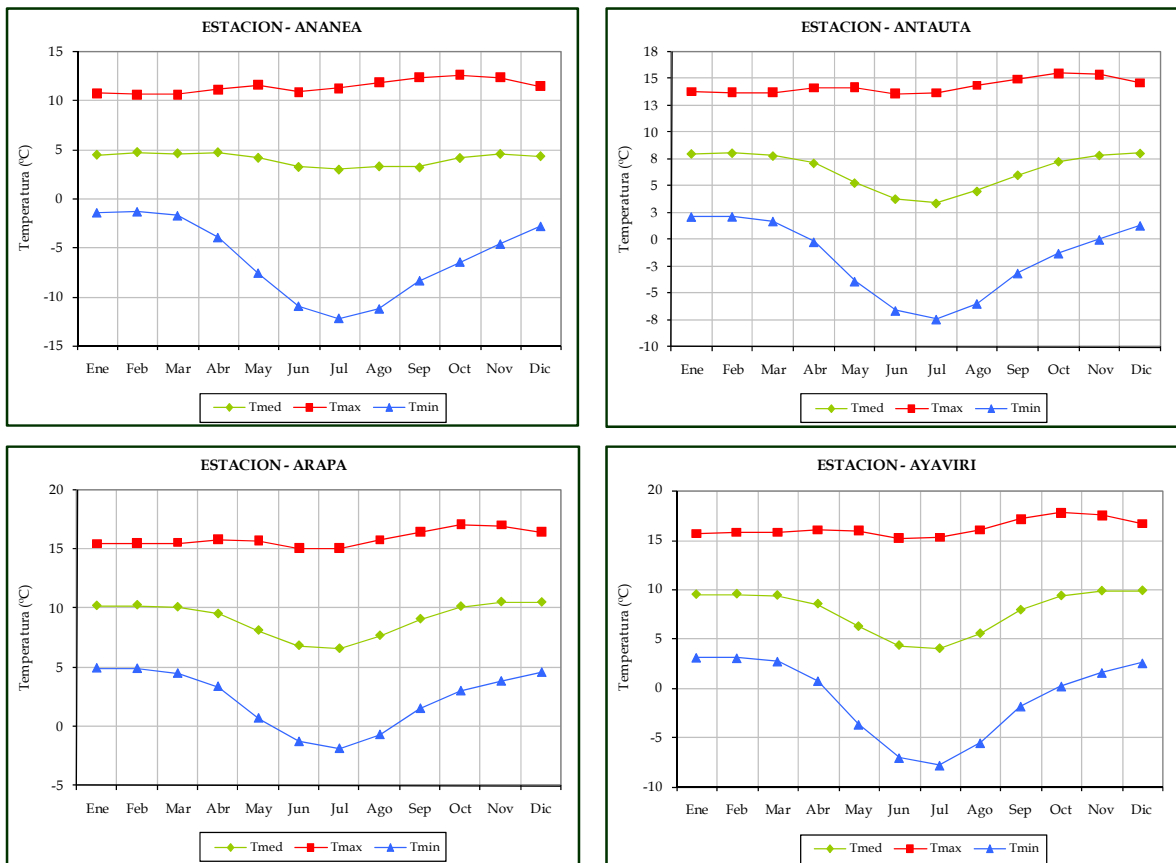 ESTACION - ANANEA
Temperatura (ºC)
15
10
5
0
-5
-10
-15
Ene Feb Mar Abr May Jun Jul Ago Sep Oct Nov Dic
Tmed Tmax Tmin
ESTACION - ANTAUTA
Temperatura (ºC)
18
15
13
10
8
5
3
0
-3
-5
-8
-10
Ene Feb Mar Abr May Jun Jul Ago Sep Oct Nov Dic
Tmed Tmax Tmin
ESTACION - ARAPA
Temperatura (ºC)
20
15
10
5
0
-5
Ene Feb Mar Abr May Jun Jul Ago Sep Oct Nov Dic
Tmed Tmax Tmin
ESTACION - AYAVIRI
Temperatura (ºC)
20
15
10
5
0
-5
-10
Ene Feb Mar Abr May Jun Jul Ago Sep Oct Nov Dic
Tmed Tmax Tmin